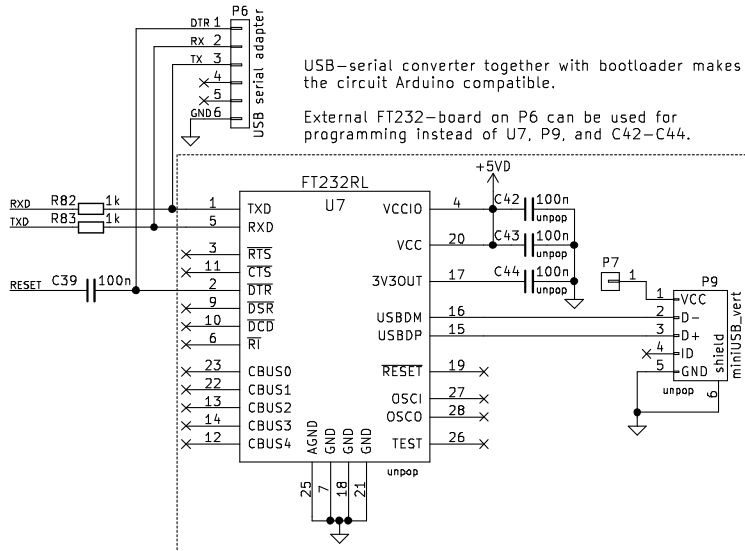 P6
DTR 1
RX 2
TX 3
4
5
GND 6
USB serial adapter
USB-serial converter together with bootloader makes
the circuit Arduino compatible.
External FT232-board on P6 can be used for
programming instead of U7, P9, and C42-C44.
+5VD
FT232RL
U7
RXD R82 1k
TXD R83 1k
RESET C39 100n
1 TXD
5 RXD
3 RTS
11 CTS
2 DTR
9 DSR
10 DCD
6 RI
23 CBUS0
22 CBUS1
13 CBUS2
14 CBUS3
12 CBUS4
VCCIO 4
VCC 20
3V3OUT 17
USBDM 16
USBDP 15
RESET 19
OSCI 27
OSCO 28
TEST 26
AGND GND GND GND
25 7 18 21
unpop
C42 100n
unpop
C43 100n
unpop
C44 100n
unpop
P7
1
P9
1 VCC
2 D-
3 D+
4 ID
5 GND
shield
6
miniUSB_vert
unpop